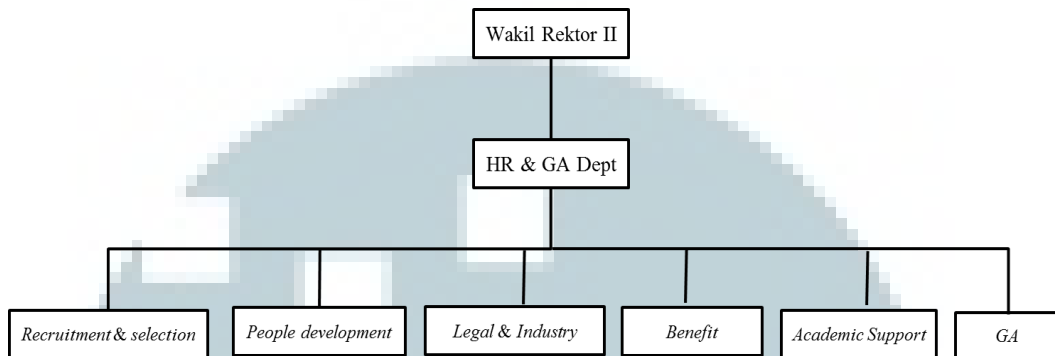 Wakil Rektor II
HR & GA Dept
Recruitment & selection
People development
Legal & Industry
Benefit
Academic Support
GA